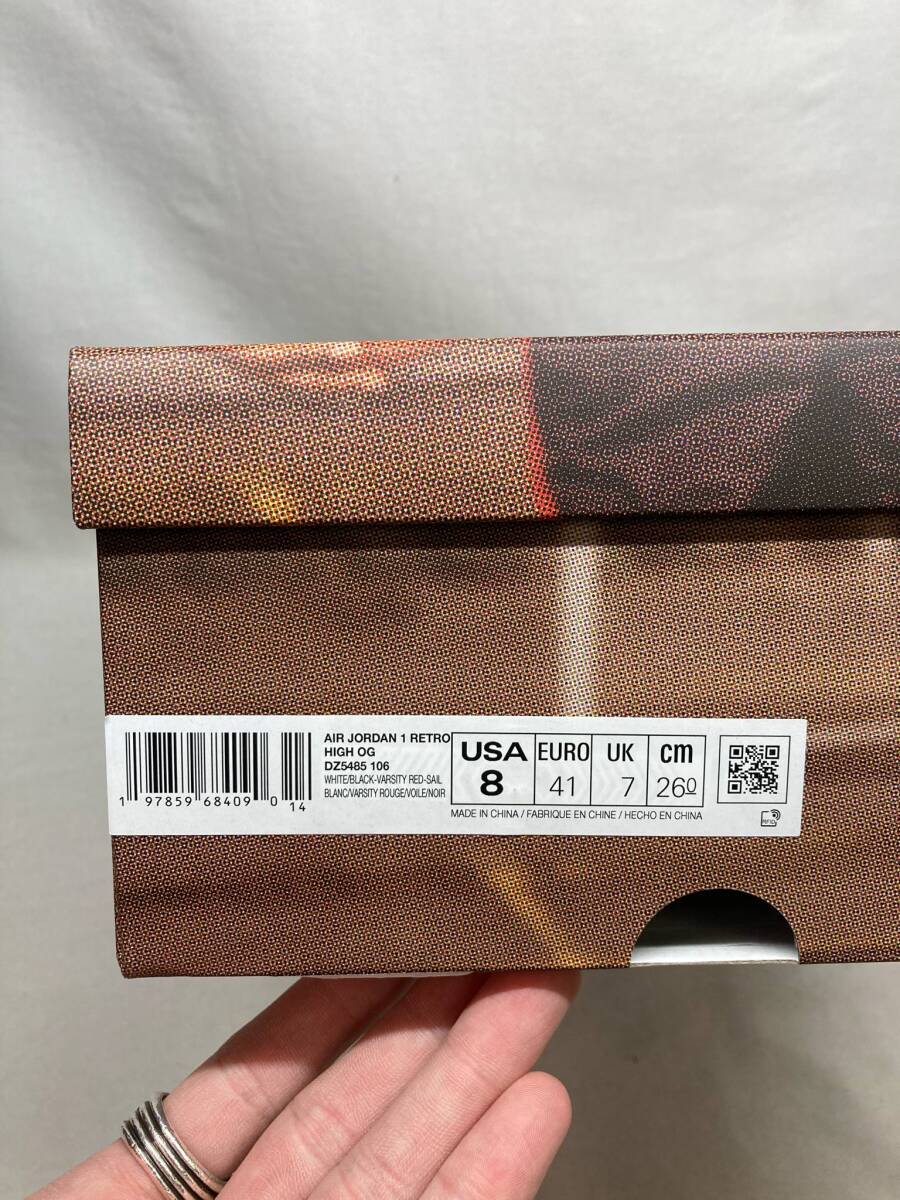 AIR JORDAN 1 RETRO
HIGH OG
DZ5485 106
WHITE/BLACK-VARSITY RED-SAIL
BLANC/VARSITY ROUGE/VOILE/NOIR
1 97859 68409 0 14
USA EURO UK cm
8 41 7 260
MADE IN CHINA / FABRIQUE EN CHINE / HECHO EN CHINA
RFID